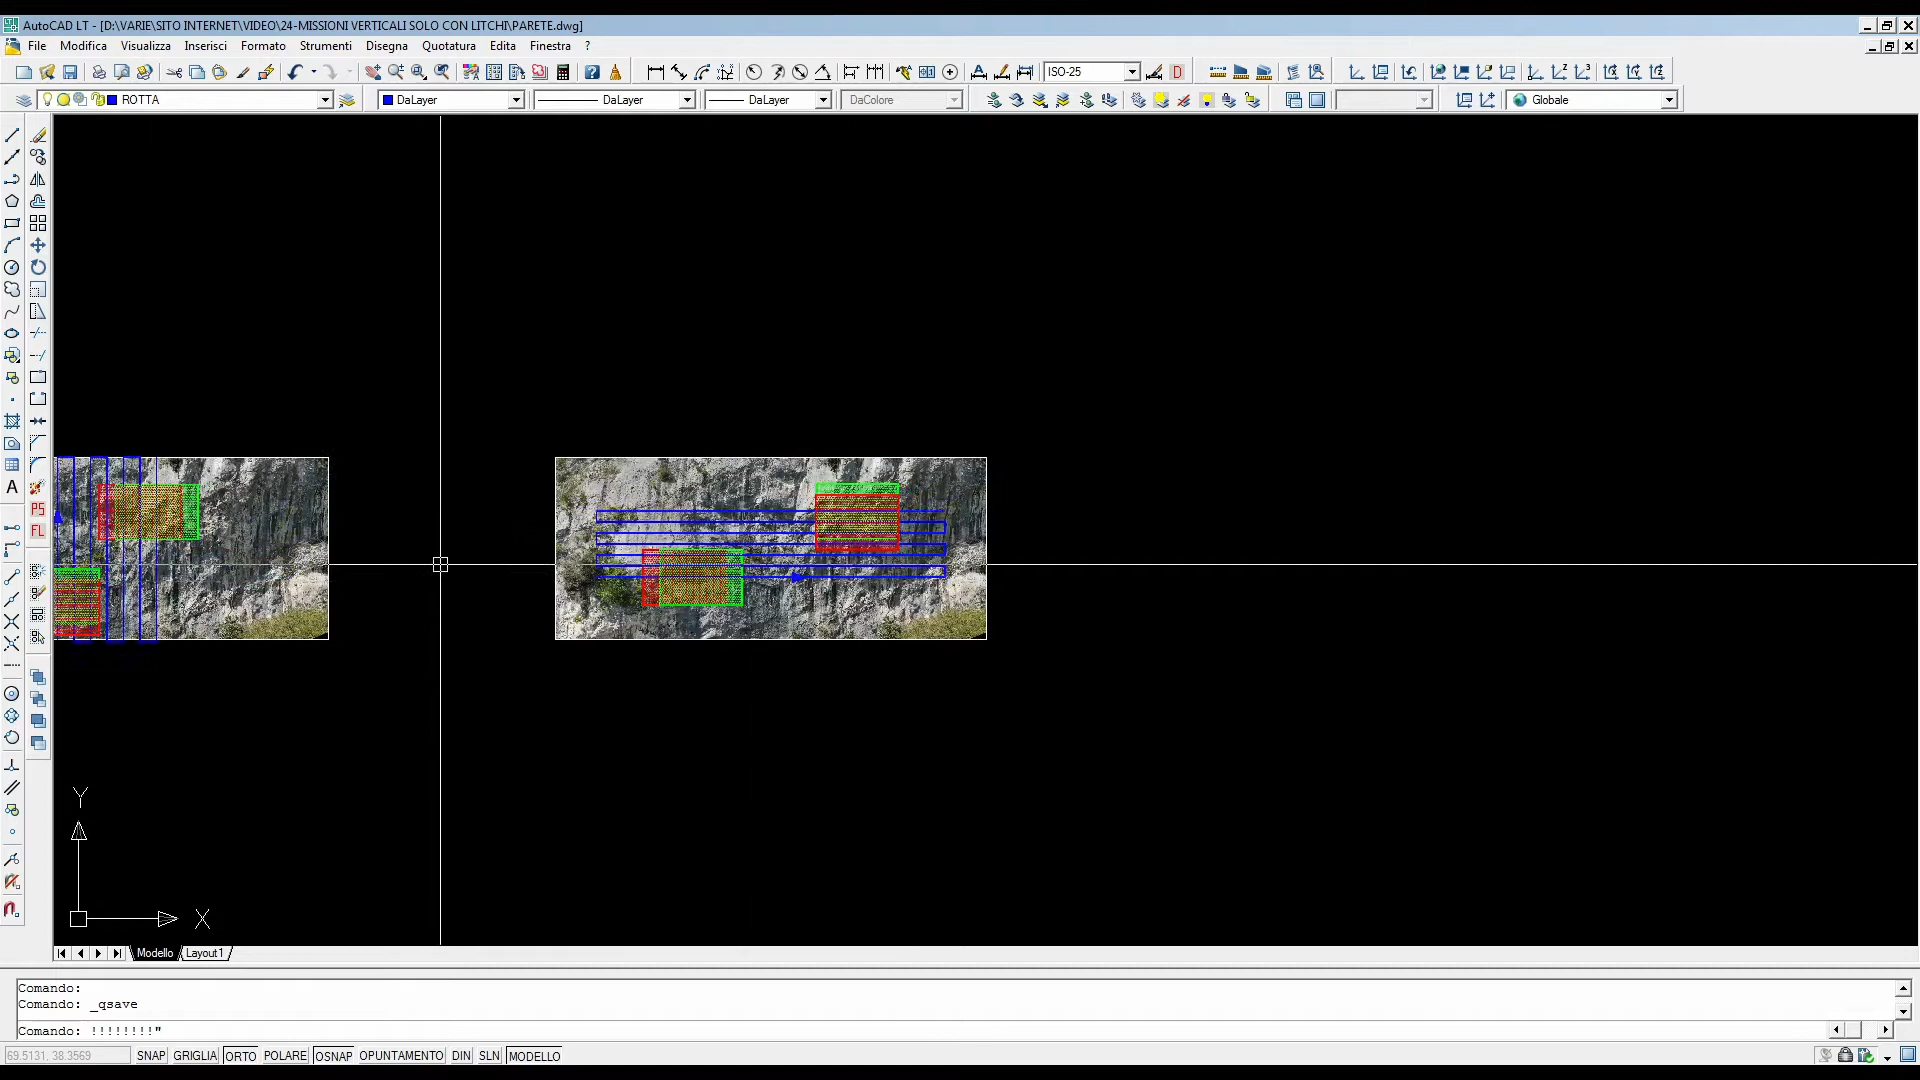 AutoCAD LT - [D:\VARIE\SITO INTERNET\VIDEO\24-MISSIONI VERTICALI SOLO CON LITCHI\PARETE.dwg]
File Modifica Visualizza Inserisci Formato Strumenti Disegna Quotatura Edita Finestra ?
ISO-25
ROTTA DaLayer DaLayer DaLayer DaColore Globale
A
PS
FL
Y
X
Modello Layout1
Comando:
Comando: _qsave
Comando: !!!!!!!!"
69.5131, 38.3569 SNAP GRIGLIA ORTO POLARE OSNAP OPUNTAMENTO DIN SLN MODELLO